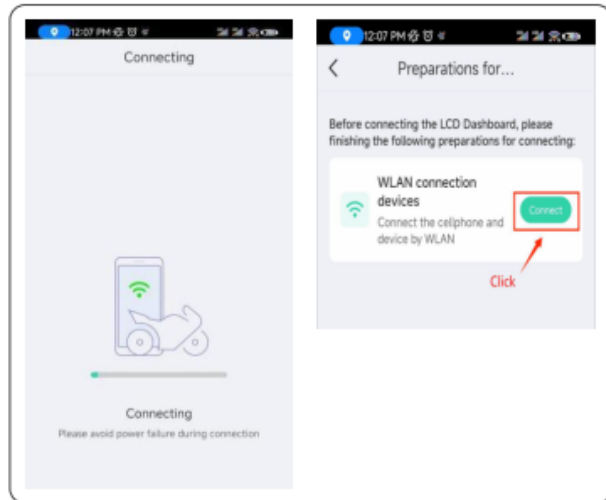 12:07 PM
Connecting
Connecting
Please avoid power failure during connection
12:07 PM
Preparations for...
Before connecting the LCD Dashboard, please
finishing the following preparations for connecting:
WLAN connection
devices
Connect the cellphone and
device by WLAN
Connect
Click